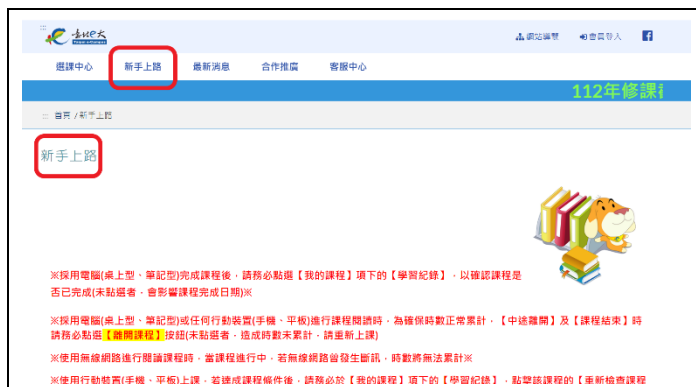 臺北e大
網站導覽 會員登入
選課中心 新手上路 最新消息 合作推廣 客服中心
112年修課
::: 首頁 /新手上路
新手上路
※採用電腦(桌上型、筆記型)完成課程後，請務必點選【我的課程】項下的【學習紀錄】，以確認課程是
否已完成(未點選者，會影響課程完成日期)※
※採用電腦(桌上型、筆記型)或任何行動裝置(手機、平板)進行課程閱讀時，為確保時數正常累計，【中途離開】及【課程結束】時
請務必點選【離開課程】按鈕(未點選者，造成時數未累計，請重新上課)
※使用無線網路進行閱讀課程時，當課程進行中，若無線網路曾發生斷訊，時數將無法累計※
※使用行動裝置(手機、平板)上課，若達成課程條件後，請務必於【我的課程】項下的【學習紀錄】，點擊該課程的【重新檢查課程